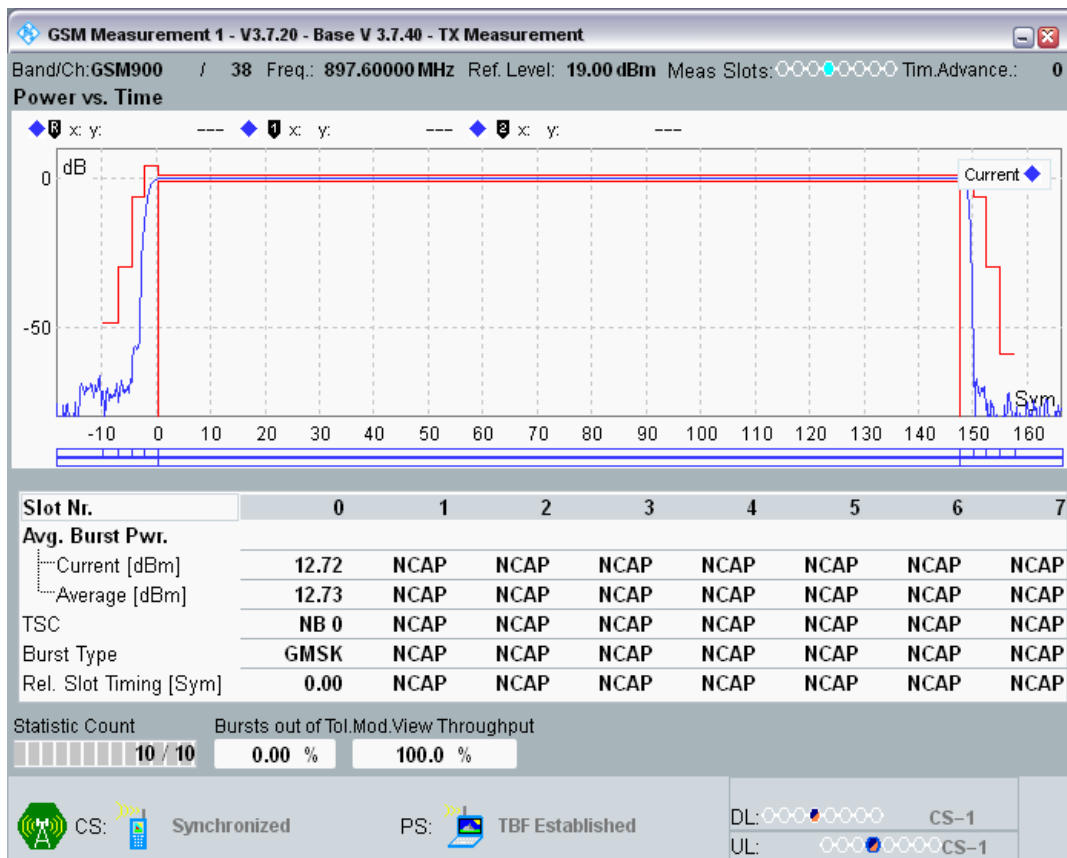 GSM Measurement 1 - V3.7.20 - Base V 3.7.40 - TX Measurement
Band/Ch:GSM900 / 38 Freq.: 897.60000 MHz Ref. Level: 19.00 dBm Meas Slots: Tim.Advance.: 0
Power vs. Time
R x: y: --- 1 x: y: --- 2 x: y: ---
dB
0
Current
-50
Sym
-10 0 10 20 30 40 50 60 70 80 90 100 110 120 130 140 150 160
Slot Nr. 0 1 2 3 4 5 6 7
Avg. Burst Pwr.
Current [dBm] 12.72 NCAP NCAP NCAP NCAP NCAP NCAP NCAP
Average [dBm] 12.73 NCAP NCAP NCAP NCAP NCAP NCAP NCAP
TSC NB 0 NCAP NCAP NCAP NCAP NCAP NCAP NCAP
Burst Type GMSK NCAP NCAP NCAP NCAP NCAP NCAP NCAP
Rel. Slot Timing [Sym] 0.00 NCAP NCAP NCAP NCAP NCAP NCAP NCAP
Statistic Count Bursts out of Tol.Mod.View Throughput
10 / 10 0.00 % 100.0 %
CS: Synchronized PS: TBF Established
DL: CS-1
UL: CS-1